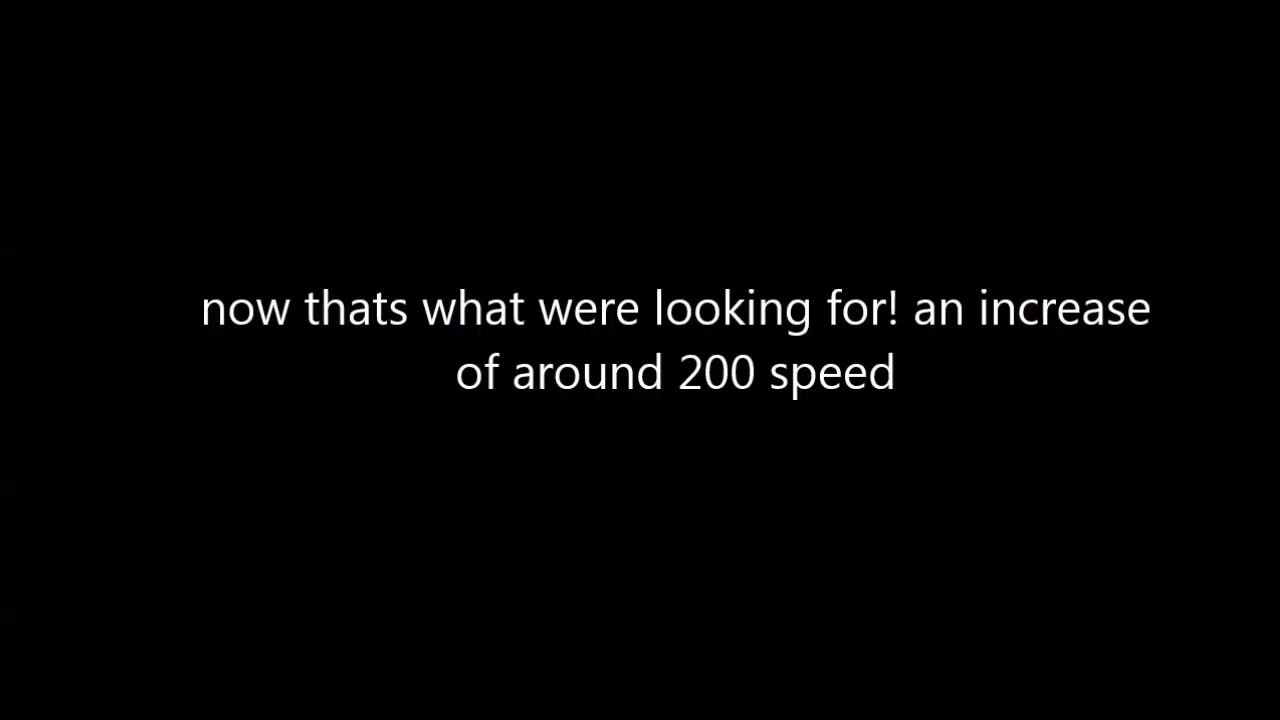 now thats what were looking for! an increase
of around 200 speed